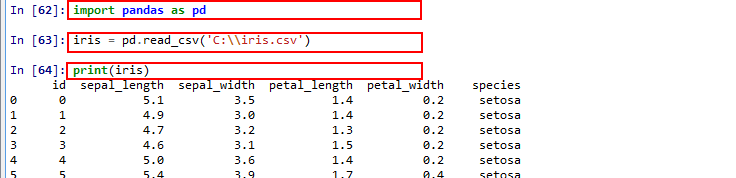 In [62]: import pandas as pd
In [63]: iris = pd.read_csv('C:\\iris.csv')
In [64]: print(iris)
id sepal_length sepal_width petal_length petal_width species
0 0 5.1 3.5 1.4 0.2 setosa
1 1 4.9 3.0 1.4 0.2 setosa
2 2 4.7 3.2 1.3 0.2 setosa
3 3 4.6 3.1 1.5 0.2 setosa
4 4 5.0 3.6 1.4 0.2 setosa
5 5 5.4 3.9 1.7 0.4 setosa